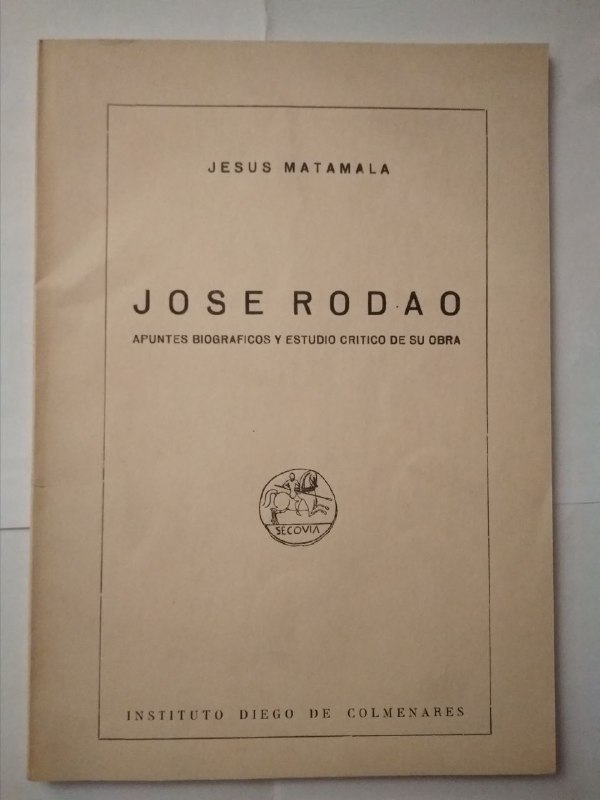 JESUS MATAMALA
JOSE RODAO
APUNTES BIOGRAFICOS Y ESTUDIO CRITICO DE SU OBRA
SEGOVIA
INSTITUTO DIEGO DE COLMENARES